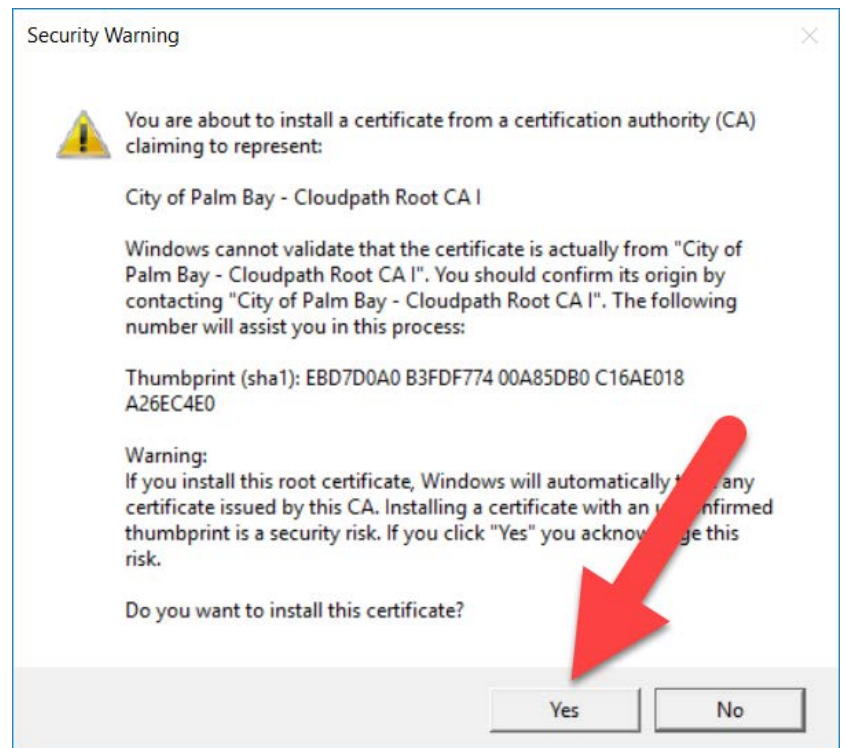 Security Warning
You are about to install a certificate from a certification authority (CA)
claiming to represent:
City of Palm Bay - Cloudpath Root CA I
Windows cannot validate that the certificate is actually from "City of
Palm Bay - Cloudpath Root CA I". You should confirm its origin by
contacting "City of Palm Bay - Cloudpath Root CA I". The following
number will assist you in this process:
Thumbprint (sha1): EBD7D0A0 B3FDF774 00A85DB0 C16AE018
A26EC4E0
Warning:
If you install this root certificate, Windows will automatically any
certificate issued by this CA. Installing a certificate with an
thumbprint is a security risk. If you click "Yes" you this
risk.
Do you want to install this certificate?
Yes
No